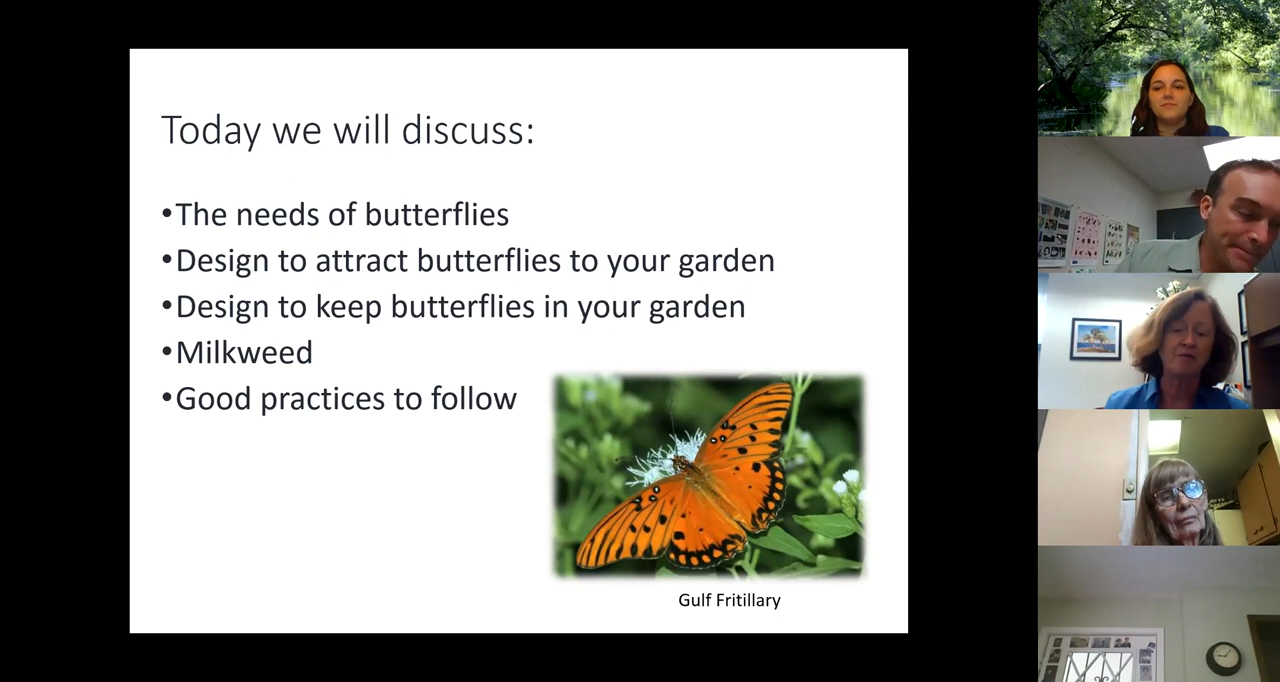 Today we will discuss:
•The needs of butterflies
•Design to attract butterflies to your garden
•Design to keep butterflies in your garden
•Milkweed
•Good practices to follow
Gulf Fritillary